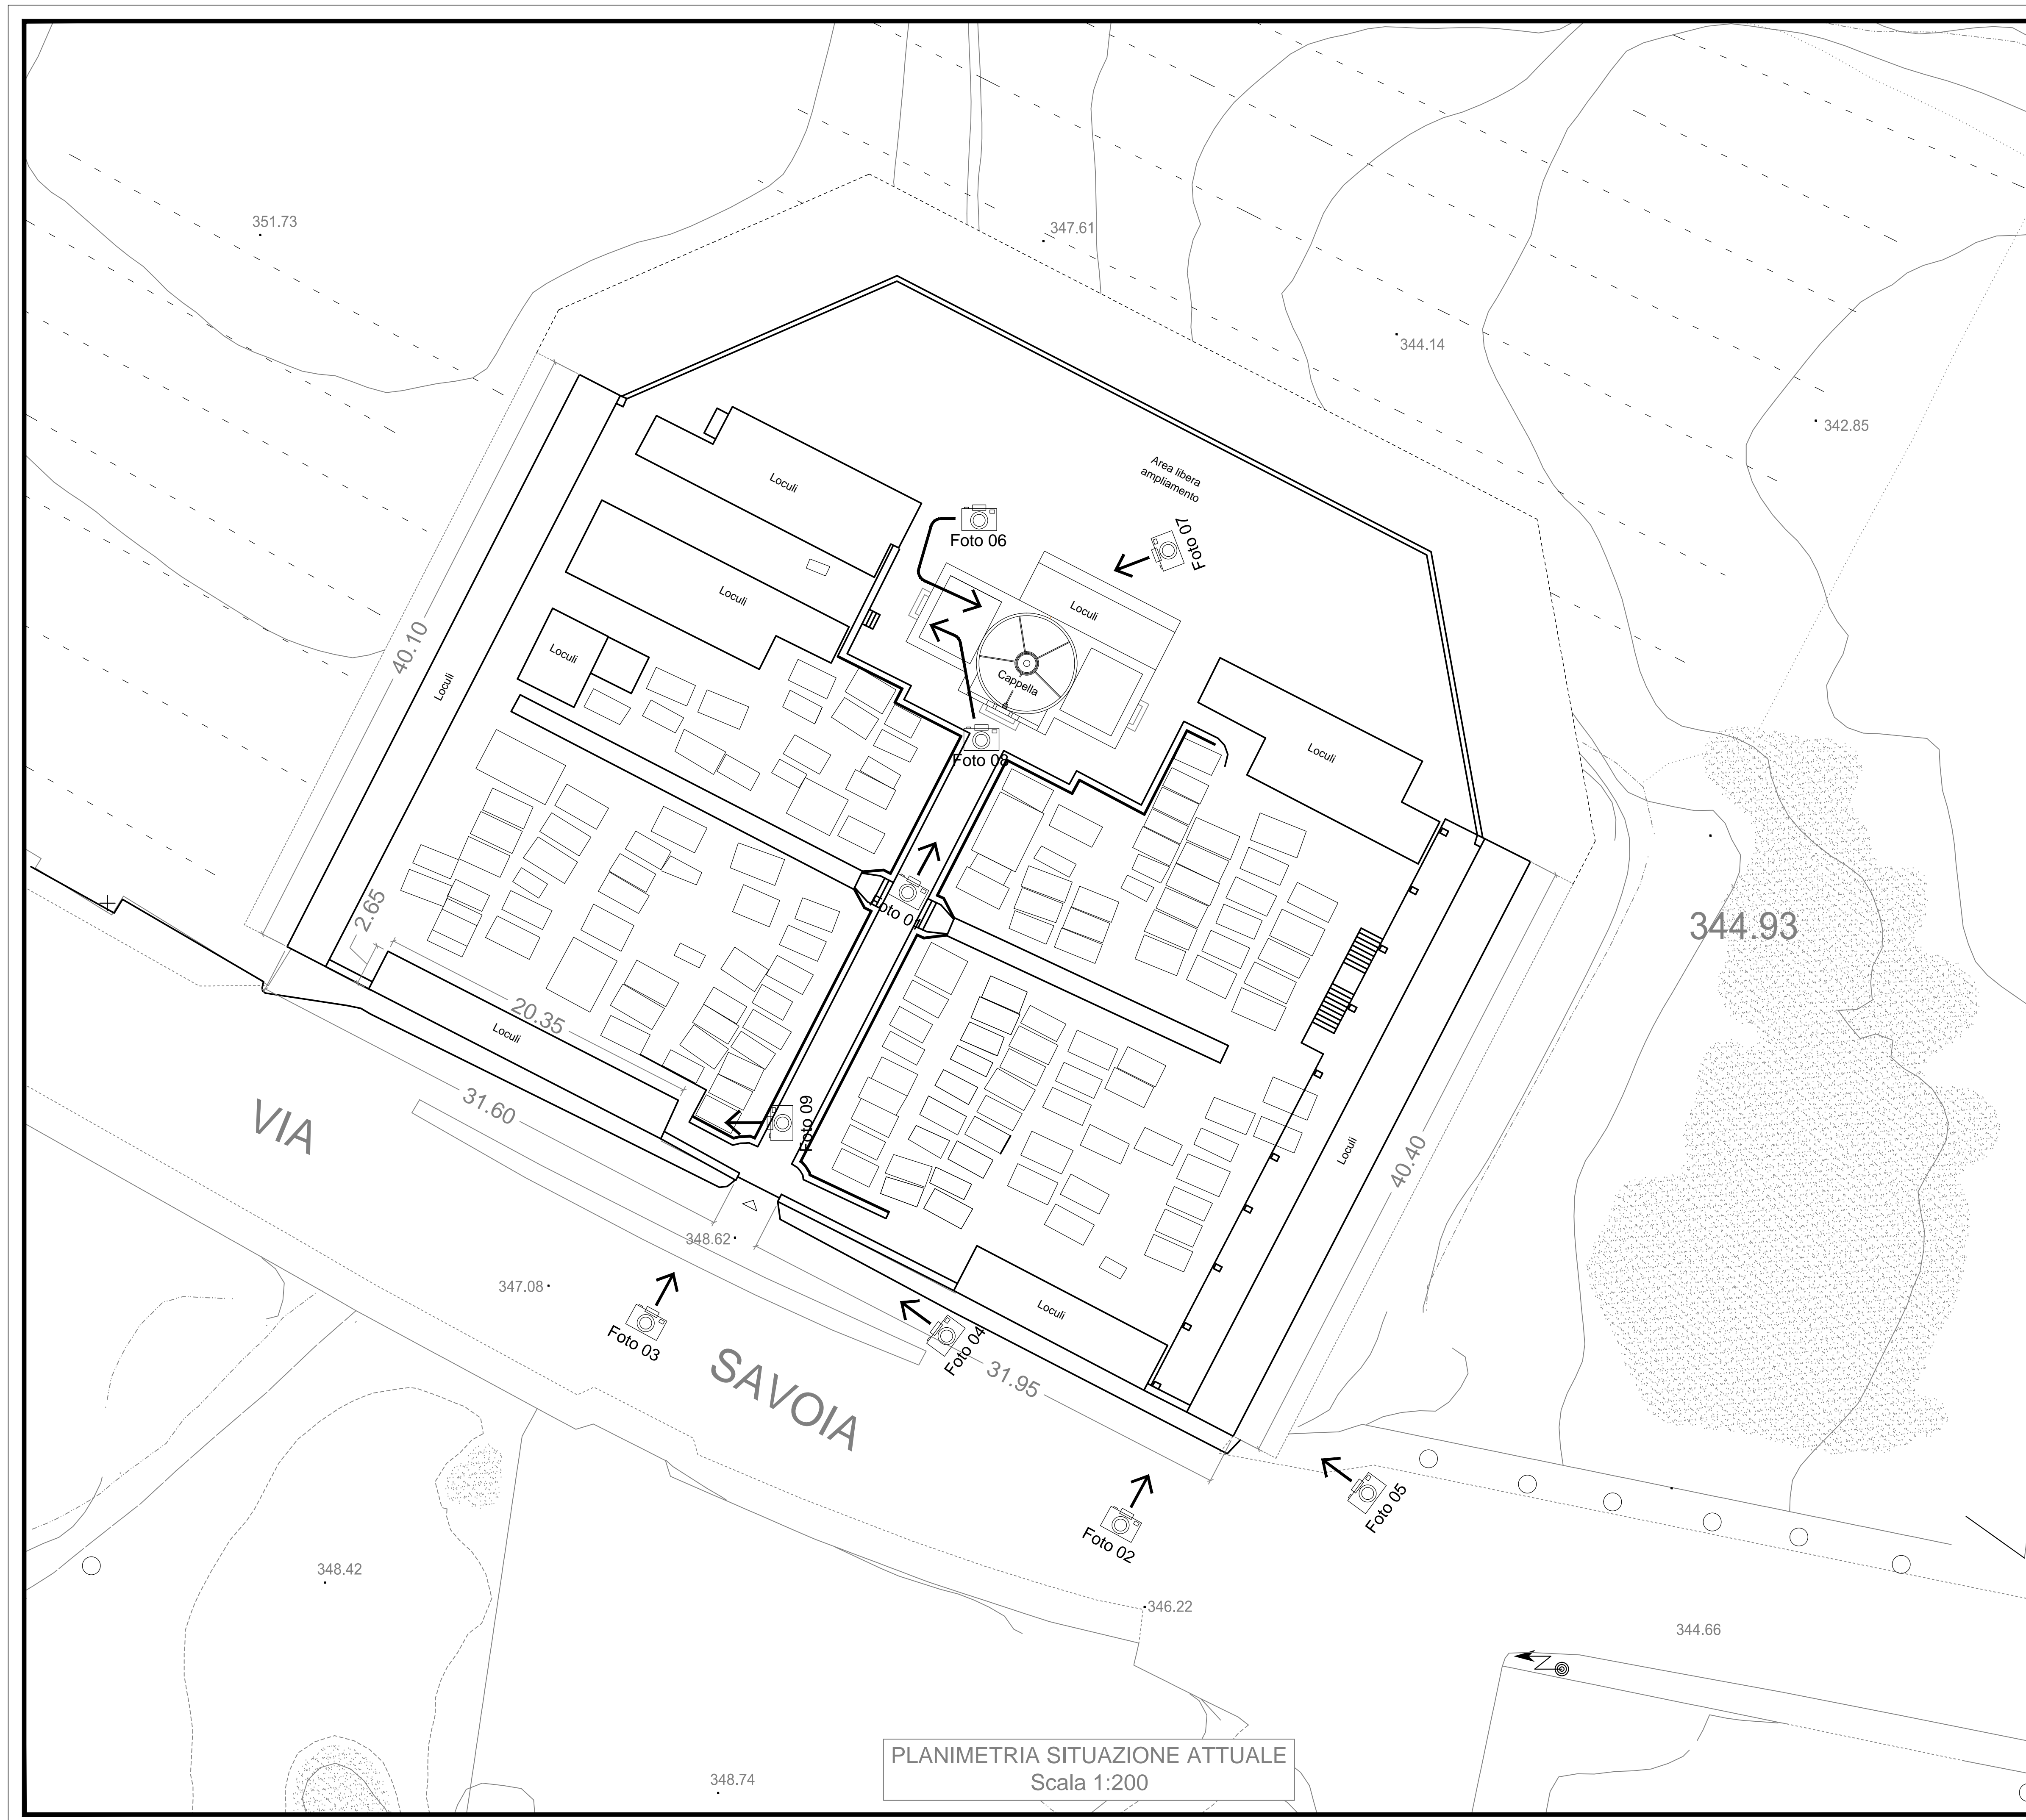 351.73
347.61
344.14
342.85
Area libera
ampliamento
Loculi
Foto 06
Foto 07
Loculi
Loculi
Loculi
Cappella
40.10
Loculi
Loculi
Foto 08
Foto 01
2.65
344.93
20.35
Loculi
31.60
Foto 09
VIA
Loculi
40.40
348.62
347.08
Foto 03
Loculi
Foto 04
31.95
SAVOIA
Foto 05
Foto 02
348.42
346.22
344.66
PLANIMETRIA SITUAZIONE ATTUALE
Scala 1:200
348.74